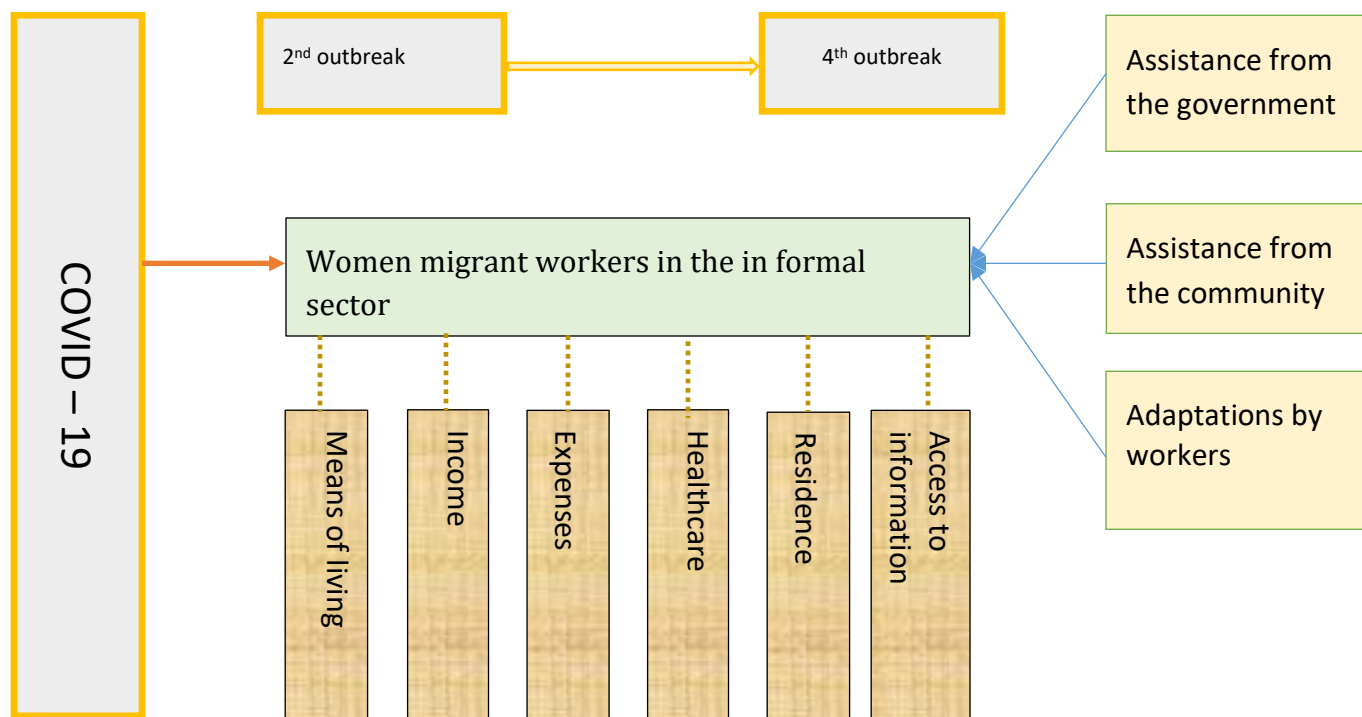 COVID – 19
2nd outbreak
4th outbreak
Women migrant workers in the in formal
sector
Means of living
Income
Expenses
Healthcare
Residence
Access to
information
Assistance from
the government
Assistance from
the community
Adaptations by
workers